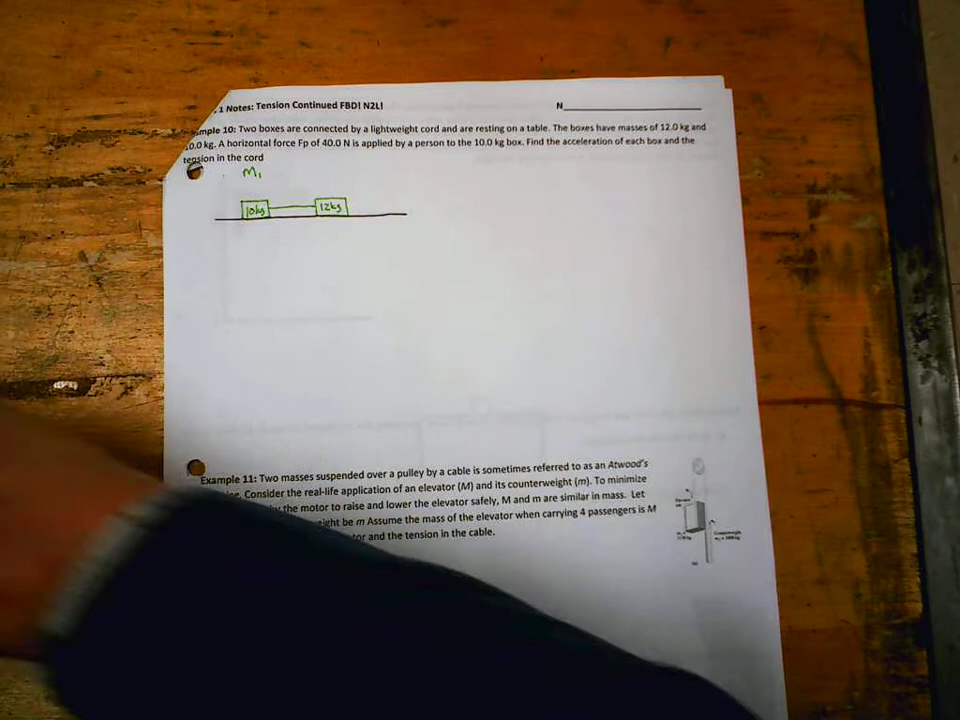 1 Notes: Tension Continued FBD! N2L!
N
mple 10: Two boxes are connected by a lightweight cord and are resting on a table. The boxes have masses of 12.0 kg and
0.0 kg. A horizontal force Fp of 40.0 N is applied by a person to the 10.0 kg box. Find the acceleration of each box and the
tension in the cord
M₁
10kg
12kg
Example 11: Two masses suspended over a pulley by a cable is sometimes referred to as an Atwood's
Consider the real-life application of an elevator (M) and its counterweight (m). To minimize
the motor to raise and lower the elevator safely, M and m are similar in mass. Let
ight be m Assume the mass of the elevator when carrying 4 passengers is M
tor and the tension in the cable.